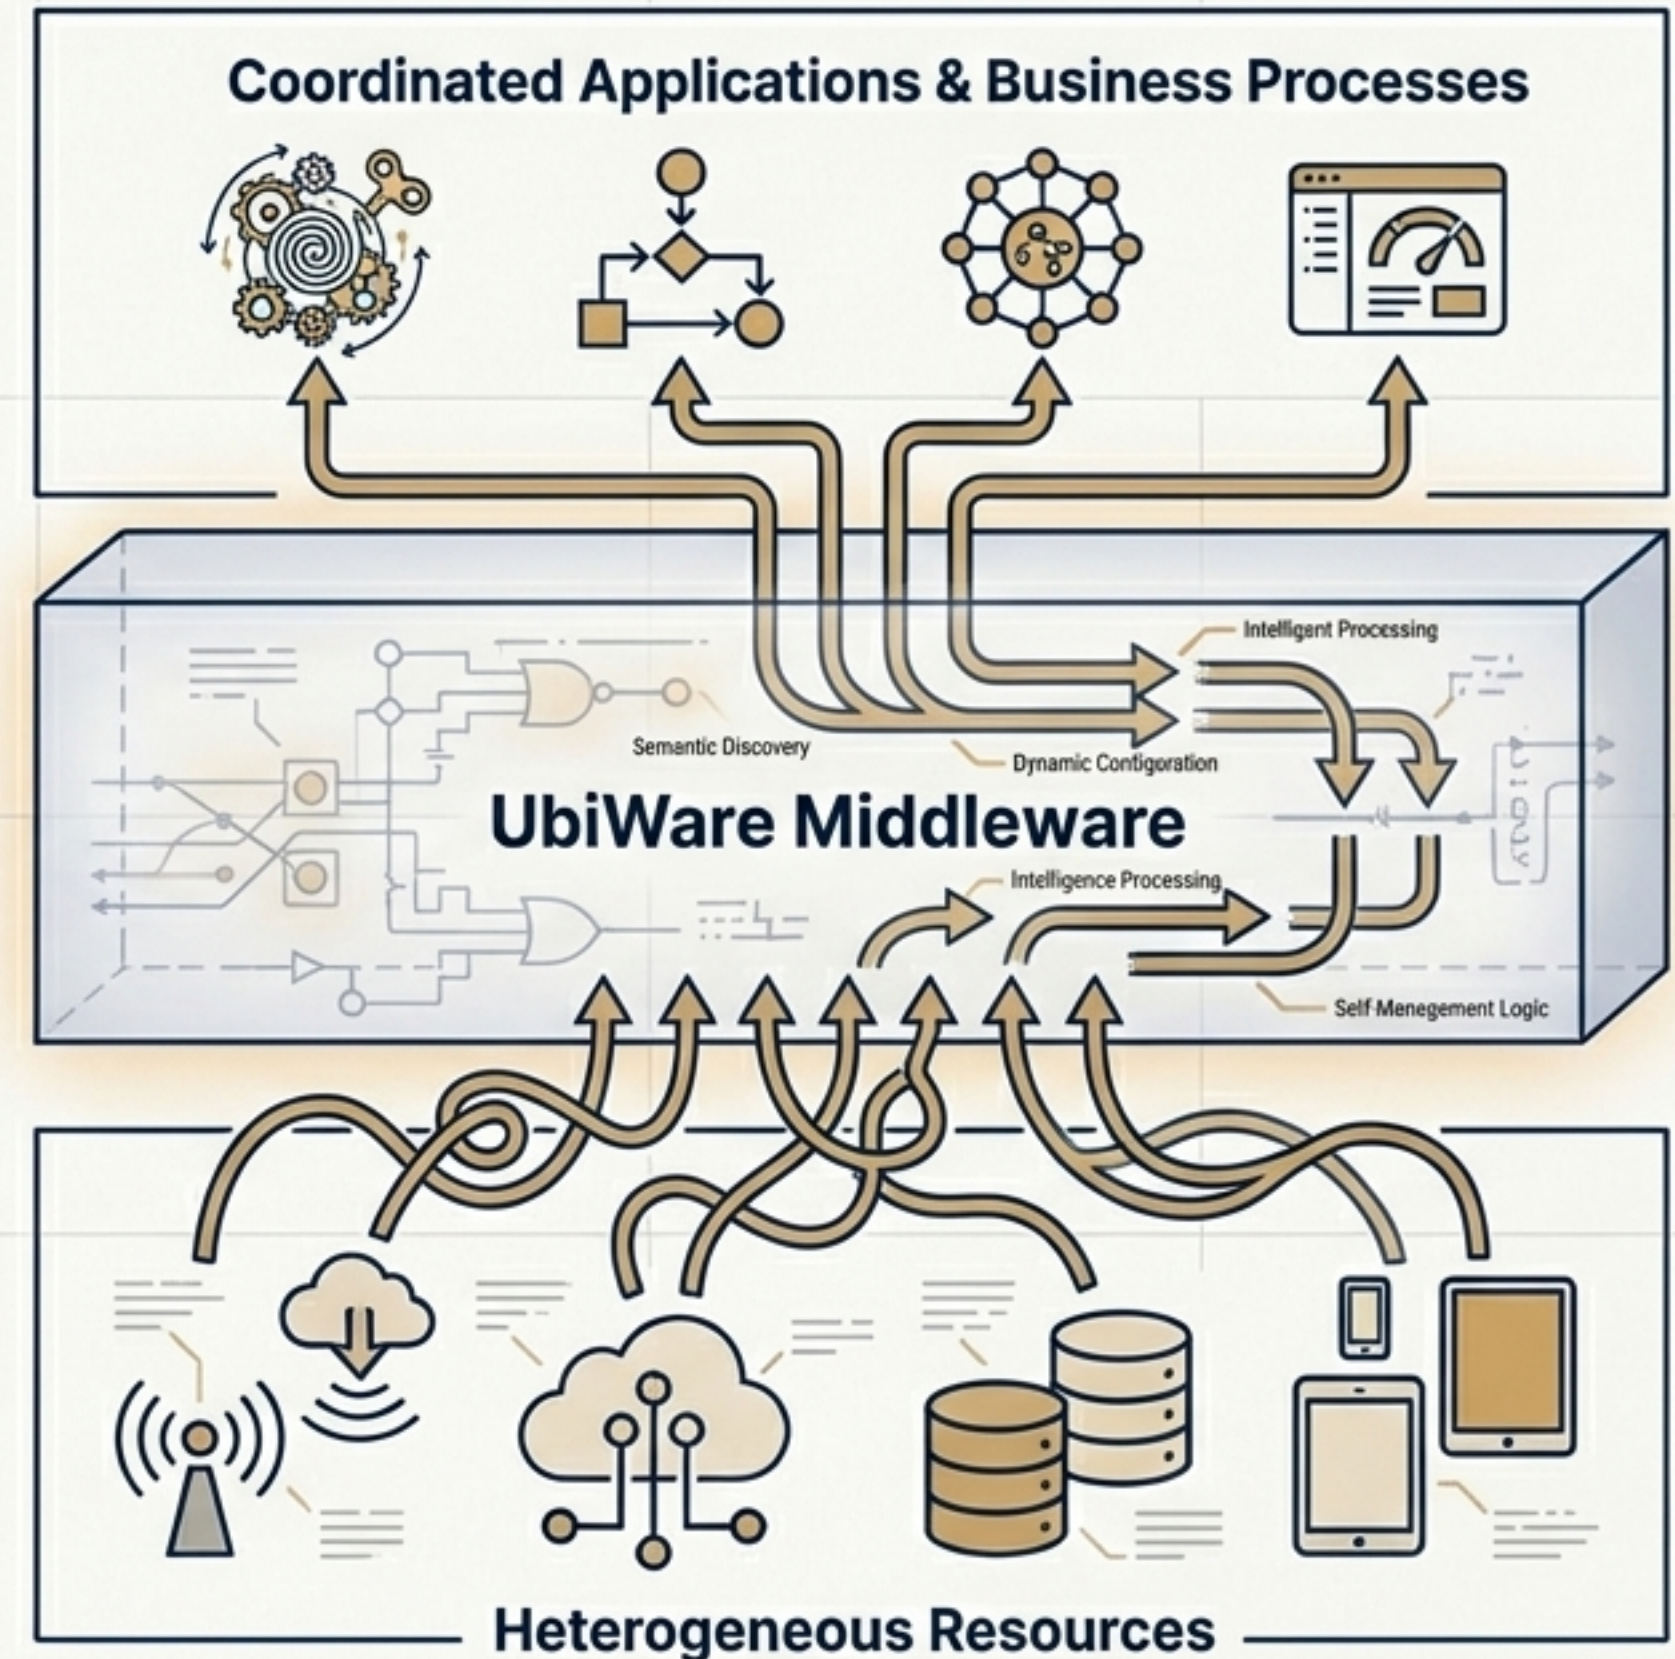 Coordinated Applications & Business Processes
Intelligent Processing
Semantic Discovery
Dynamic Contigoration
UbiWare Middleware
Intelligence Processing
Self-Menegement Logic
Heterogeneous Resources